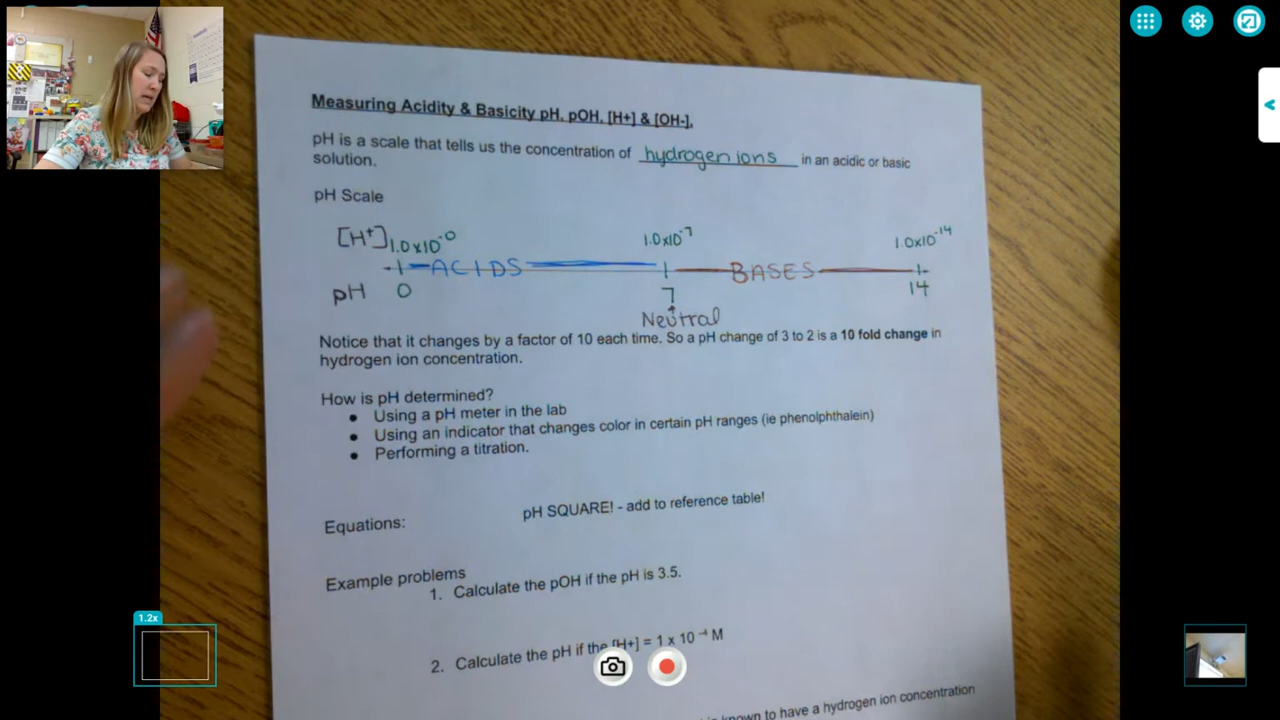 Measuring Acidity & Basicity pH, pOH, [H+] & [OH-],
pH is a scale that tells us the concentration of hydrogen ions in an acidic or basic
solution.
pH Scale
[H+] 1.0x10⁻⁰ 1.0x10⁻⁷ 1.0x10⁻¹⁴
ACIDS BASES
pH 0 7 14
Neutral
Notice that it changes by a factor of 10 each time. So a pH change of 3 to 2 is a 10 fold change in
hydrogen ion concentration.
How is pH determined?
● Using a pH meter in the lab
● Using an indicator that changes color in certain pH ranges (ie phenolphthalein)
● Performing a titration.
Equations: pH SQUARE! - add to reference table!
Example problems
1. Calculate the pOH if the pH is 3.5.
2. Calculate the pH if the [H+] = 1 x 10⁻⁴ M
known to have a hydrogen ion concentration
1.2x